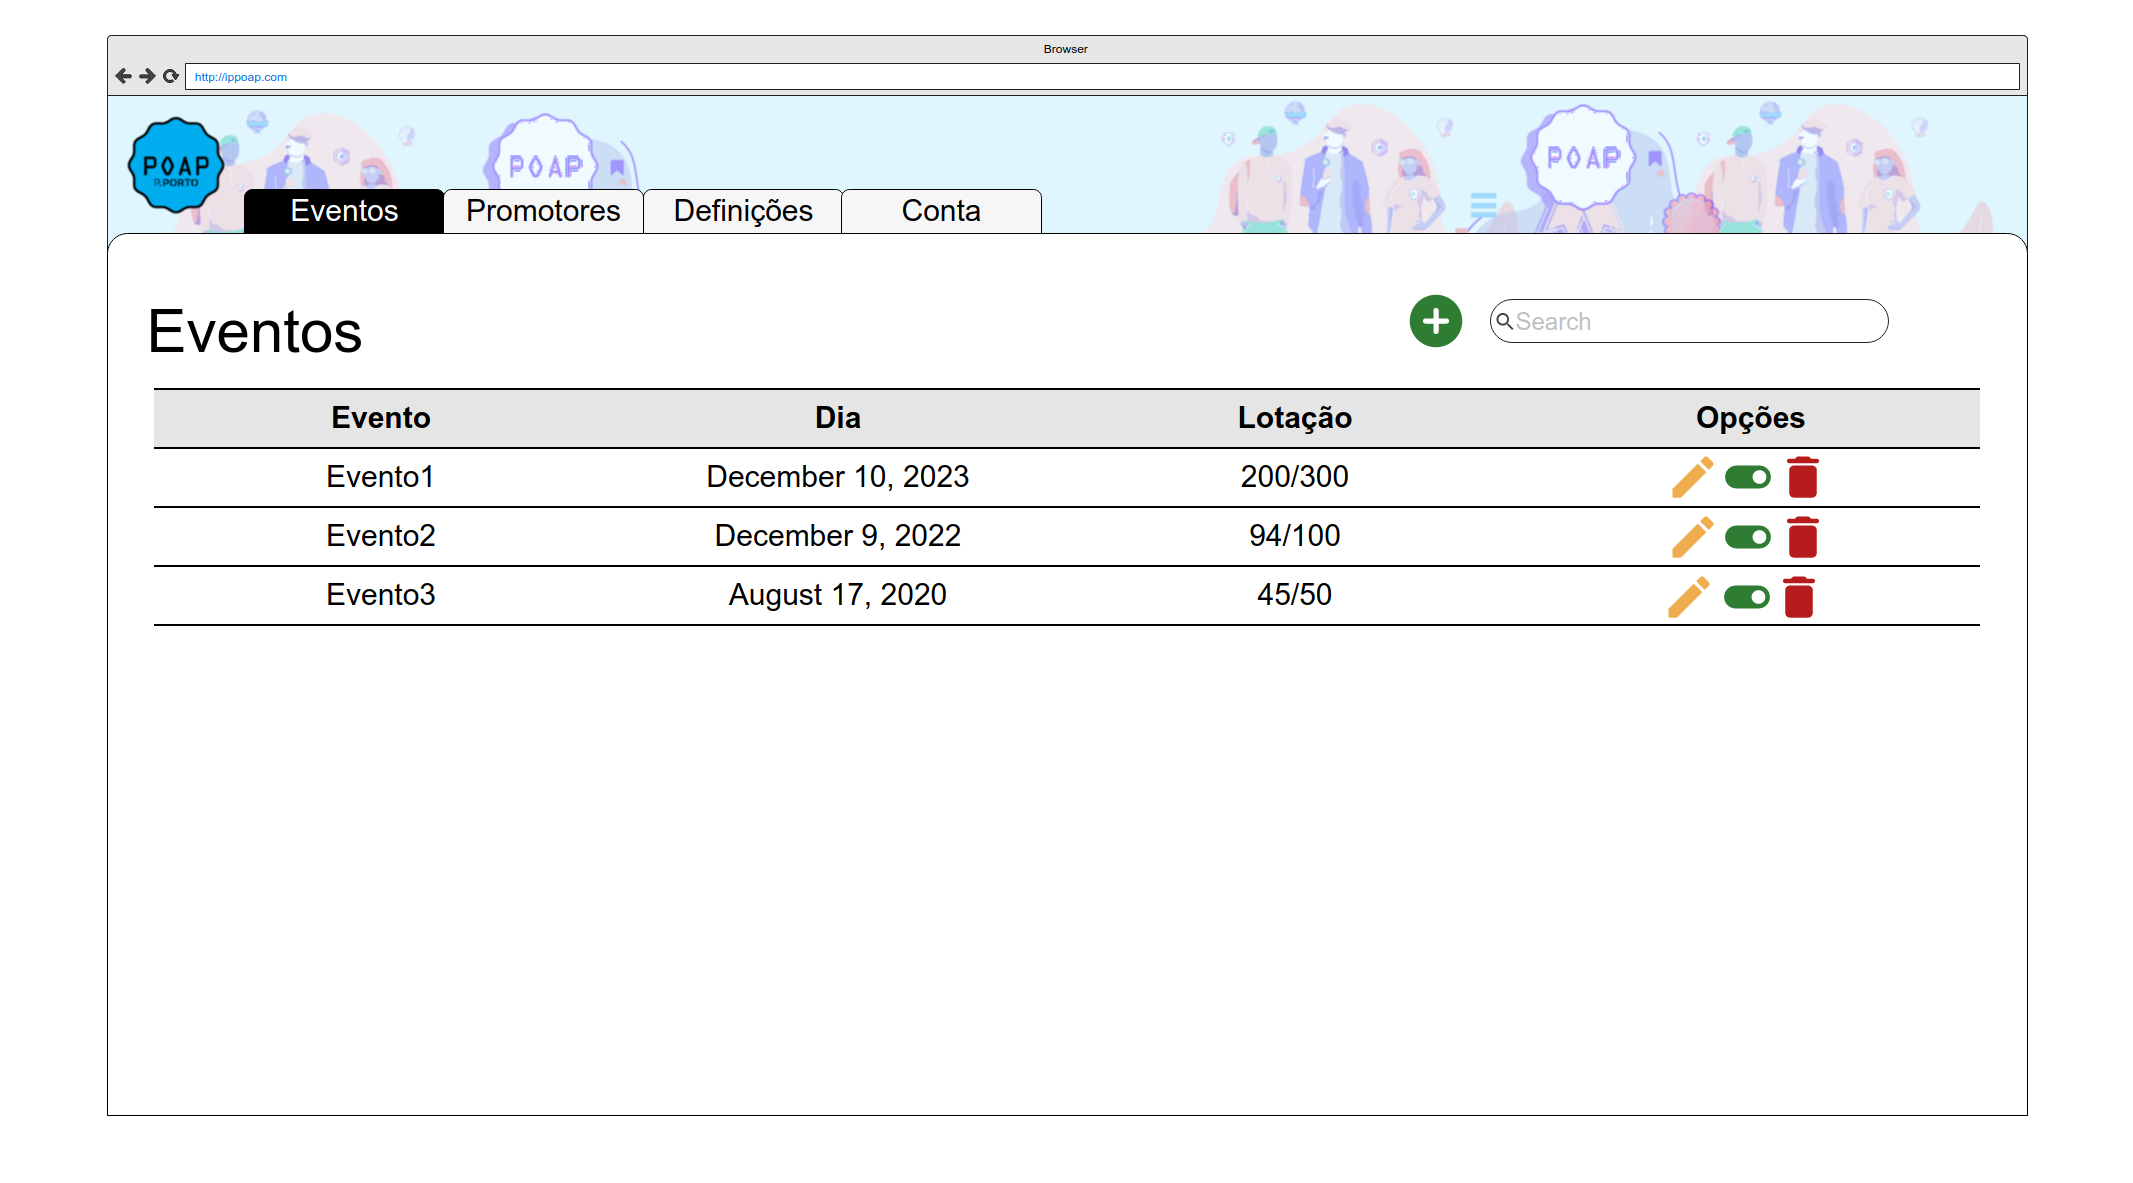 Browser
http://ippoap.com
POAP
P.PORTO
POAP
POAP
Eventos Promotores Definições Conta
Eventos
Search
Evento Dia Lotação Opções
Evento1 December 10, 2023 200/300
Evento2 December 9, 2022 94/100
Evento3 August 17, 2020 45/50